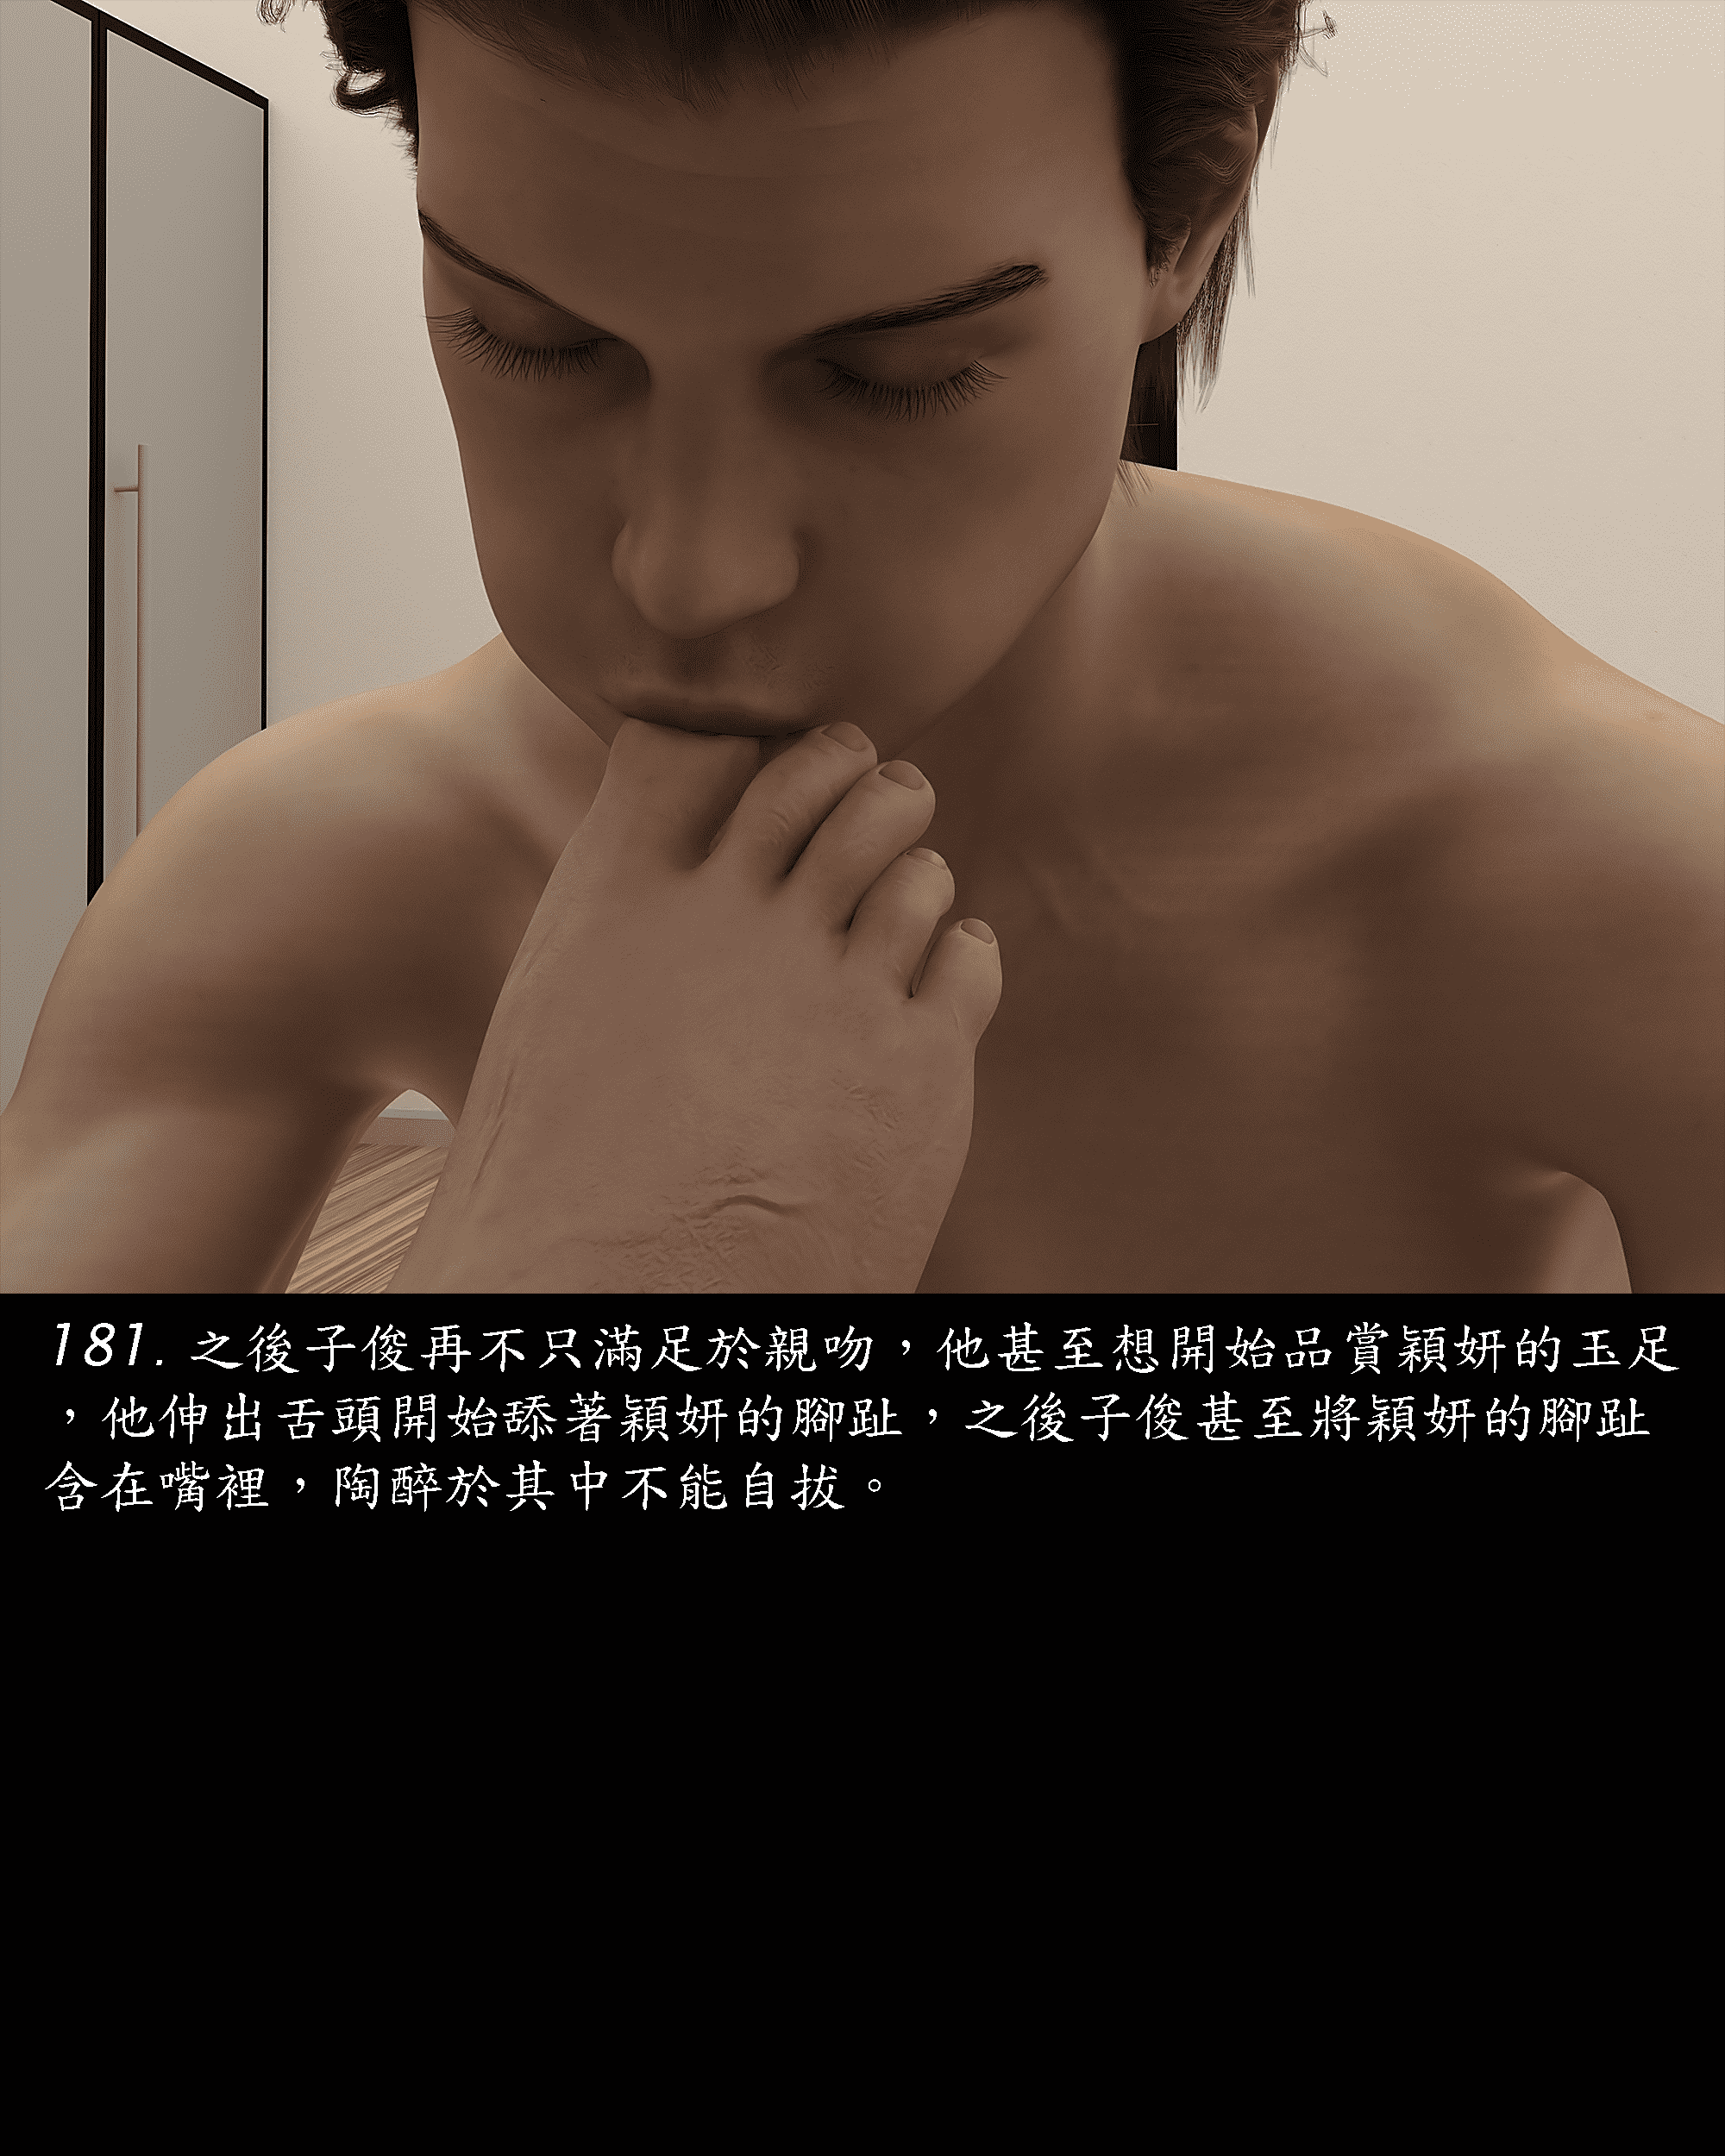 181. 之後子俊再不只滿足於親吻，他甚至想開始品賞穎妍的玉足
，他伸出舌頭開始舔著穎妍的腳趾，之後子俊甚至將穎妍的腳趾
含在嘴裡，陶醉於其中不能自拔。